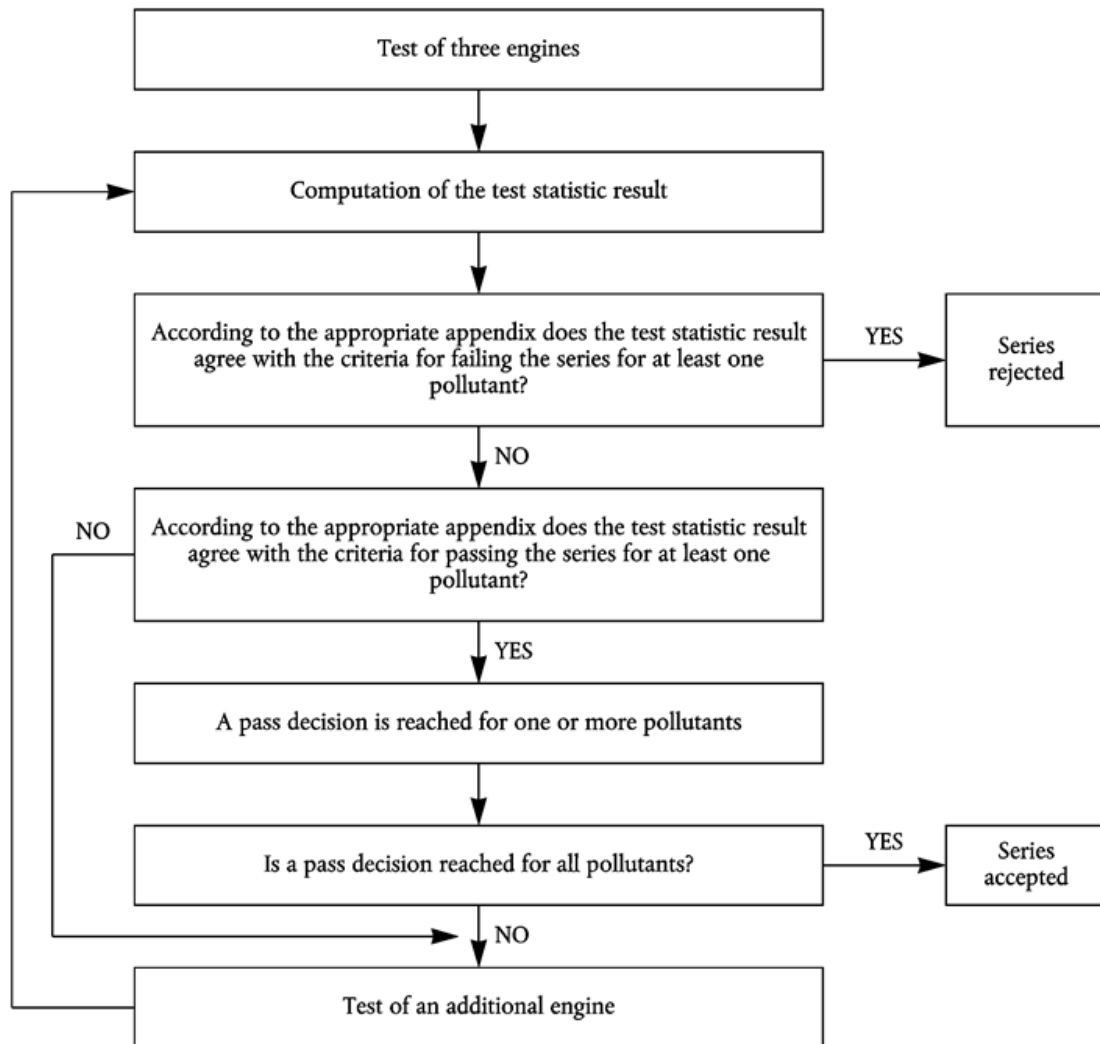 Test of three engines
Computation of the test statistic result
According to the appropriate appendix does the test statistic result
agree with the criteria for failing the series for at least one
pollutant?
YES
Series
rejected
NO
NO
According to the appropriate appendix does the test statistic result
agree with the criteria for passing the series for at least one
pollutant?
YES
A pass decision is reached for one or more pollutants
Is a pass decision reached for all pollutants?
YES
Series
accepted
NO
Test of an additional engine